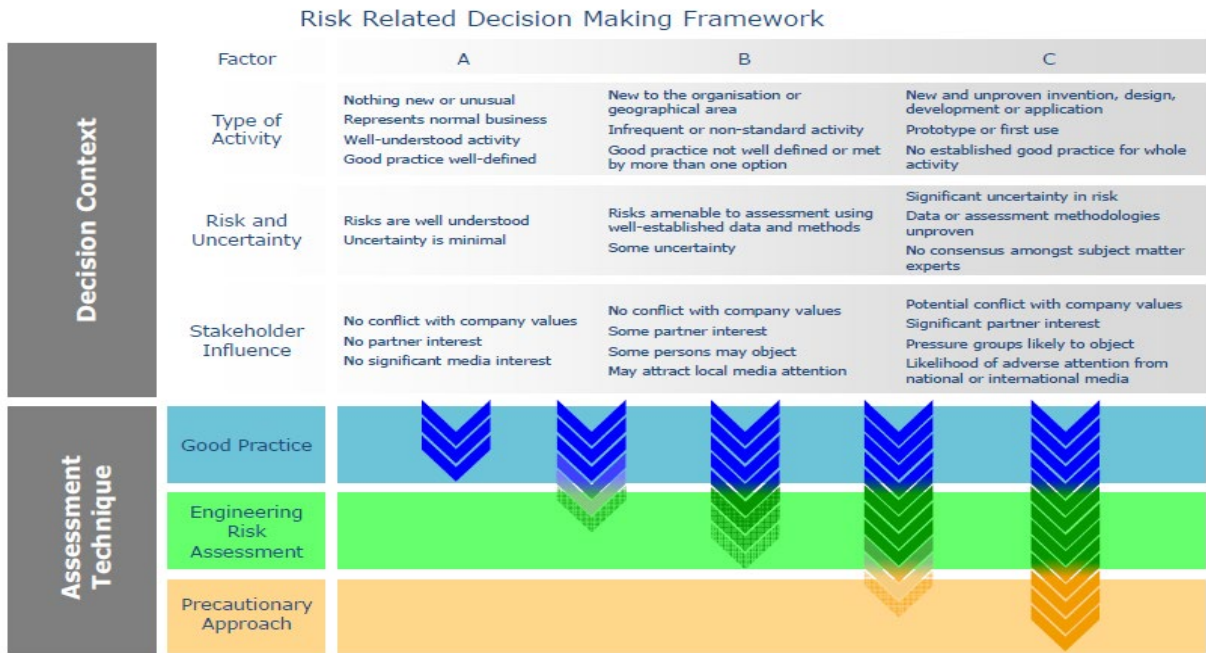 Risk Related Decision Making Framework
Factor
A
B
C
Decision Context
Type of
Activity
Nothing new or unusual
Represents normal business
Well-understood activity
Good practice well-defined
New to the organisation or
geographical area
Infrequent or non-standard activity
Good practice not well defined or met
by more than one option
New and unproven invention, design,
development or application
Prototype or first use
No established good practice for whole
activity
Risk and
Uncertainty
Risks are well understood
Uncertainty is minimal
Risks amenable to assessment using
well-established data and methods
Some uncertainty
Significant uncertainty in risk
Data or assessment methodologies
unproven
No consensus amongst subject matter
experts
Stakeholder
Influence
No conflict with company values
No partner interest
No significant media interest
No conflict with company values
Some partner interest
Some persons may object
May attract local media attention
Potential conflict with company values
Significant partner interest
Pressure groups likely to object
Likelihood of adverse attention from
national or international media
Assessment
Technique
Good Practice
Engineering
Risk
Assessment
Precautionary
Approach